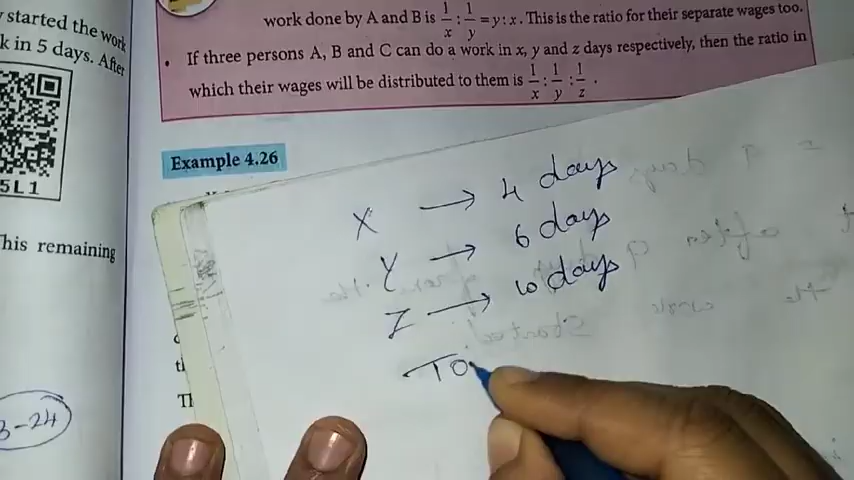 started the work
k in 5 days. After
5L1
his remaining
3-24
work done by A and B is 1/x : 1/y = y : x. This is the ratio for their separate wages too.
• If three persons A, B and C can do a work in x, y and z days respectively, then the ratio in
which their wages will be distributed to them is 1/x : 1/y : 1/z .
Example 4.26
X → 4 days
Y → 6 days
Z → 10 days
To